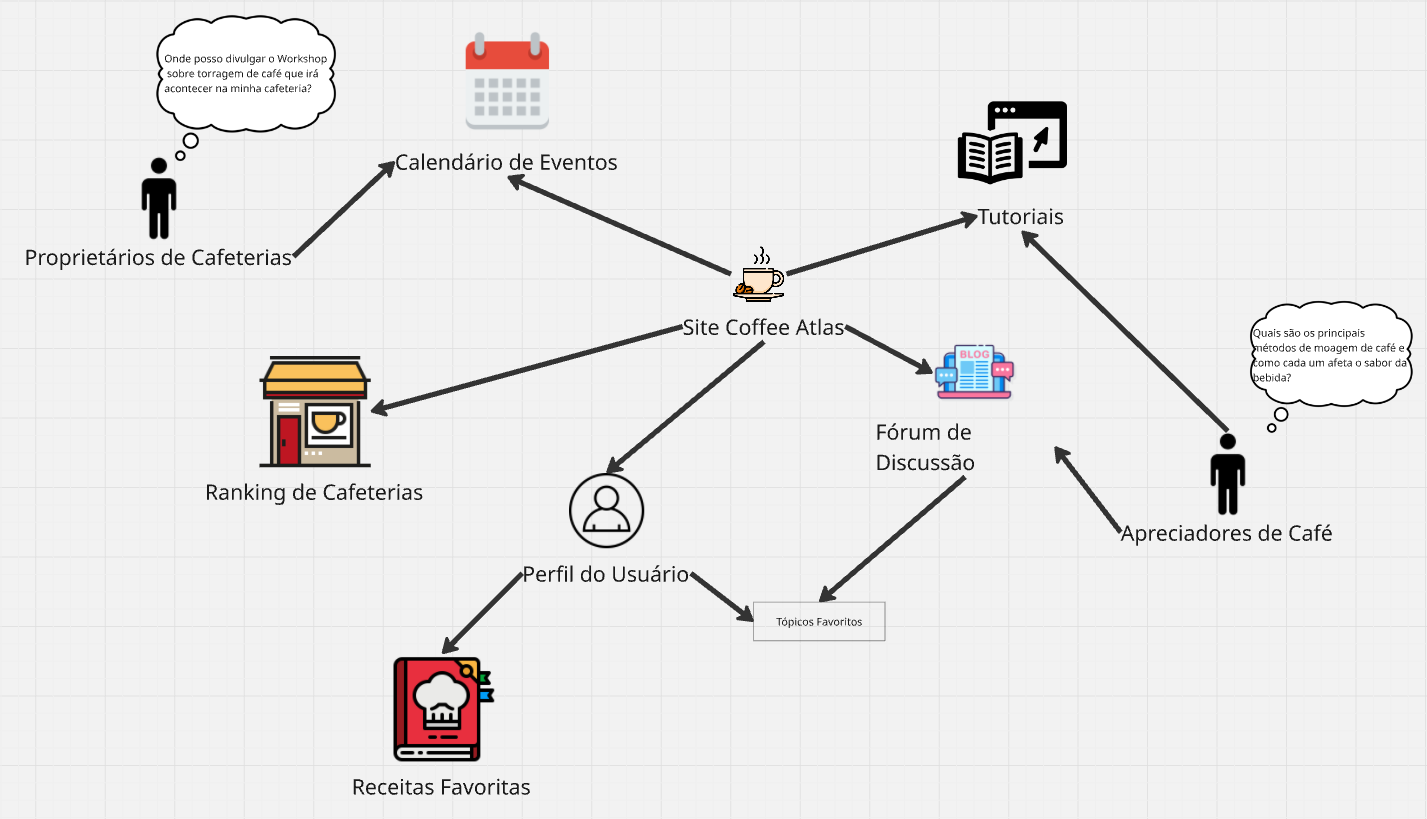 Onde posso divulgar o Workshop
sobre torragem de café que irá
acontecer na minha cafeteria?
Calendário de Eventos
Tutoriais
Proprietários de Cafeterias
Site Coffee Atlas
Quais são os principais
métodos de moagem de café e
como cada um afeta o sabor da
bebida?
BLOG
Fórum de
Discussão
Ranking de Cafeterias
Apreciadores de Café
Perfil do Usuário
Tópicos Favoritos
Receitas Favoritas